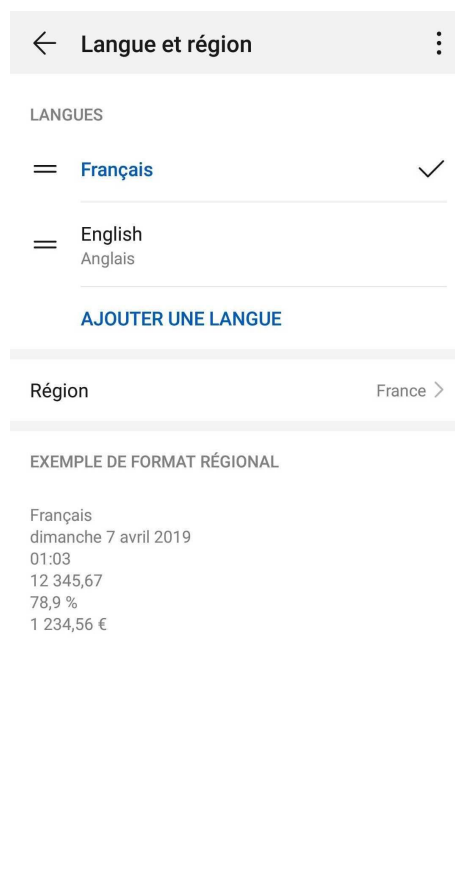 Langue et région
LANGUES
Français
English
Anglais
AJOUTER UNE LANGUE
Région France
EXEMPLE DE FORMAT RÉGIONAL
Français
dimanche 7 avril 2019
01:03
12 345,67
78,9 %
1 234,56 €